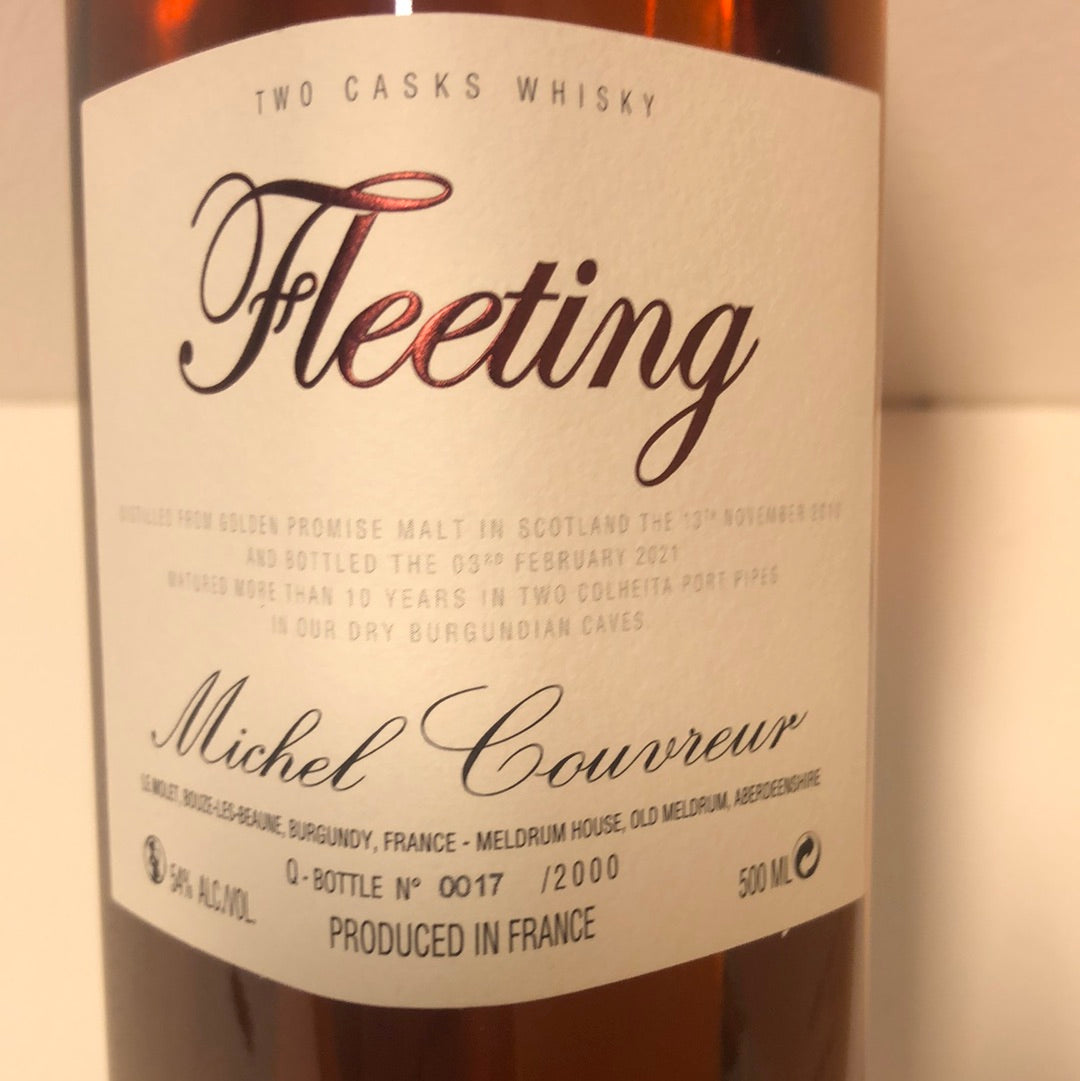 TWO CASKS WHISKY
Fleeting
DISTILLED FROM GOLDEN PROMISE MALT IN SCOTLAND THE 13TH NOVEMBER 2010
AND BOTTLED THE 03RD FEBRUARY 2021
MATURED MORE THAN 10 YEARS IN TWO COLHEITA PORT PIPES
IN OUR DRY BURGUNDIAN CAVES.
Michel Couvreur
LE MOLET, BOUZE-LES-BEAUNE, BURGUNDY, FRANCE - MELDRUM HOUSE, OLD MELDRUM, ABERDEENSHIRE
Q - BOTTLE N° 0017 /2000
54% ALC./VOL.
500 ML
PRODUCED IN FRANCE